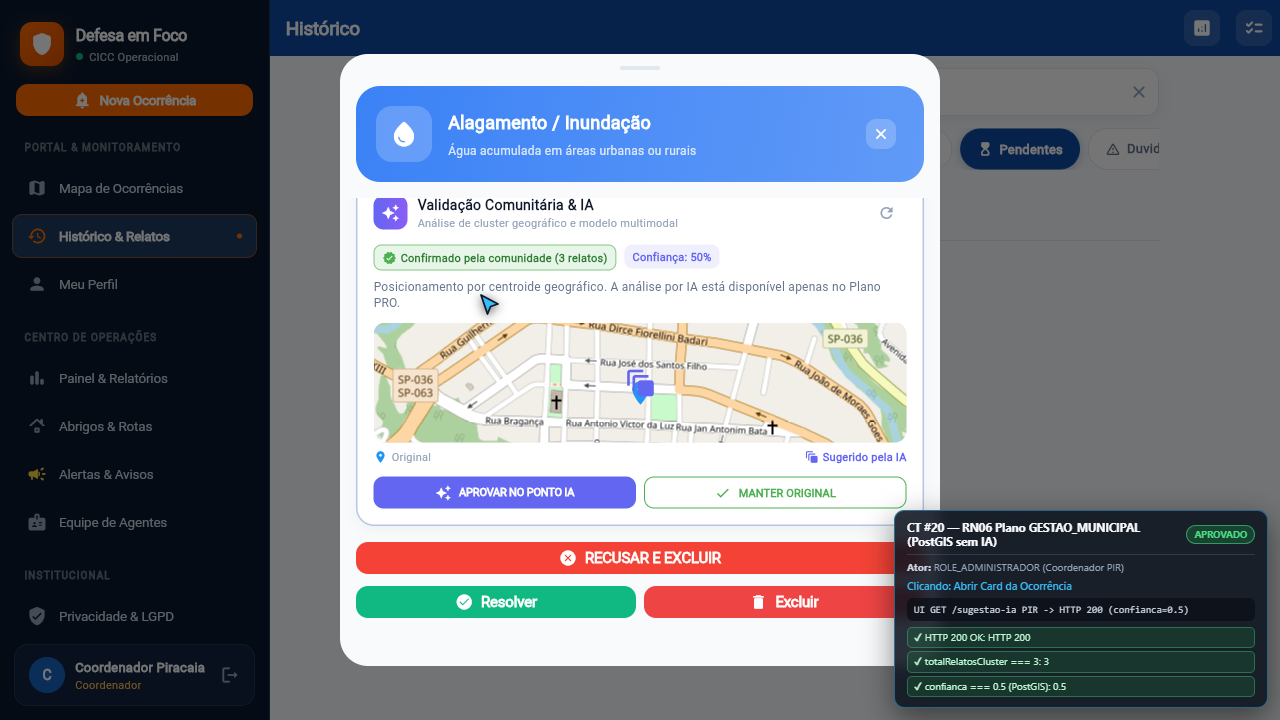 Defesa em Foco
CICC Operacional
Nova Ocorrência
PORTAL & MONITORAMENTO
Mapa de Ocorrências
Histórico & Relatos
Meu Perfil
CENTRO DE OPERAÇÕES
Painel & Relatórios
Abrigos & Rotas
Alertas & Avisos
Equipe de Agentes
INSTITUCIONAL
Privacidade & LGPD
C
Coordenador Piracaia
Coordenador
Histórico
Pendentes
Duvid
Alagamento / Inundação
Água acumulada em áreas urbanas ou rurais
Validação Comunitária & IA
Análise de cluster geográfico e modelo multimodal
Confirmado pela comunidade (3 relatos)
Confiança: 50%
Posicionamento por centroide geográfico. A análise por IA está disponível apenas no Plano
PRO.
Rua Guilherm
Rua Dirce Fiorellini Badari
SP-036
Avenida
XIII
Rua José dos Santos Filho
SP-036
SP-063
Rua João de Moraes Goes
Rua Bragança
Rua Antonio Victor da Luz
Rua Jan Antonim Bata
Original
Sugerido pela IA
APROVAR NO PONTO IA
MANTER ORIGINAL
RECUSAR E EXCLUIR
Resolver
Excluir
CT #20 — RN06 Plano GESTAO_MUNICIPAL
(PostGIS sem IA)
APROVADO
Ator: ROLE_ADMINISTRADOR (Coordenador PIR)
Clicando: Abrir Card da Ocorrência
UI GET /sugestao-ia PIR -> HTTP 200 (confianca=0.5)
✔ HTTP 200 OK: HTTP 200
✔ totalRelatosCluster === 3: 3
✔ confianca === 0.5 (PostGIS): 0.5